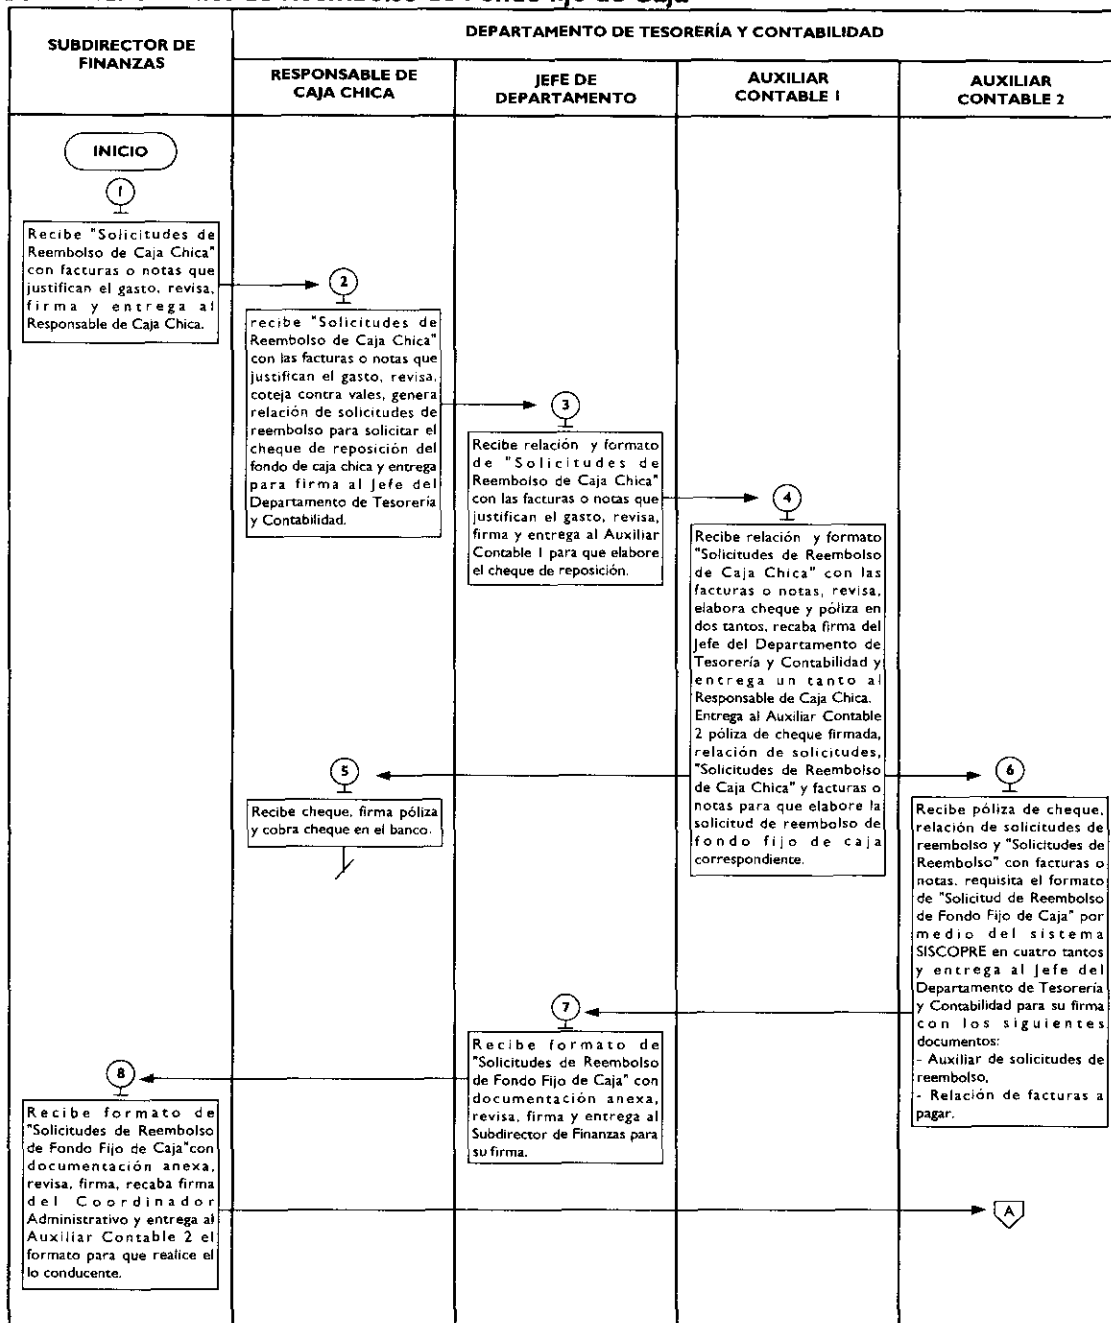 de Reembolso de Fondo fijo de Caja
SUBDIRECTOR DE
FINANZAS
DEPARTAMENTO DE TESORERÍA Y CONTABILIDAD
RESPONSABLE DE
CAJA CHICA
JEFE DE
DEPARTAMENTO
AUXILIAR
CONTABLE 1
AUXILIAR
CONTABLE 2
INICIO
1
Recibe "Solicitudes de
Reembolso de Caja Chica"
con facturas o notas que
justifican el gasto, revisa,
firma y entrega al
Responsable de Caja Chica.
2
recibe "Solicitudes de
Reembolso de Caja Chica"
con las facturas o notas que
justifican el gasto, revisa,
coteja contra vales, genera
relación de solicitudes de
reembolso para solicitar el
cheque de reposición del
fondo de caja chica y entrega
para firma al Jefe del
Departamento de Tesorería
y Contabilidad.
3
Recibe relación y formato
de "Solicitudes de
Reembolso de Caja Chica"
con las facturas o notas que
justifican el gasto, revisa,
firma y entrega al Auxiliar
Contable 1 para que elabore
el cheque de reposición.
4
Recibe relación y formato
"Solicitudes de Reembolso
de Caja Chica" con las
facturas o notas, revisa,
elabora cheque y póliza en
dos tantos, recaba firma del
Jefe del Departamento de
Tesorería y Contabilidad y
entrega un tanto al
Responsable de Caja Chica.
Entrega al Auxiliar Contable
2 póliza de cheque firmada,
relación de solicitudes,
"Solicitudes de Reembolso
de Caja Chica" y facturas o
notas para que elabore la
solicitud de reembolso de
fondo fijo de caja
correspondiente.
5
Recibe cheque, firma póliza
y cobra cheque en el banco.
6
Recibe póliza de cheque,
relación de solicitudes de
reembolso y "Solicitudes de
Reembolso" con facturas o
notas, requisita el formato
de "Solicitud de Reembolso
de Fondo Fijo de Caja" por
medio del sistema
SISCOPRE en cuatro tantos
y entrega al Jefe del
Departamento de Tesorería
y Contabilidad para su firma
con los siguientes
documentos:
- Auxiliar de solicitudes de
reembolso,
- Relación de facturas a
pagar.
7
Recibe formato de
"Solicitudes de Reembolso
de Fondo Fijo de Caja" con
documentación anexa,
revisa, firma y entrega al
Subdirector de Finanzas para
su firma.
8
Recibe formato de
"Solicitudes de Reembolso
de Fondo Fijo de Caja"con
documentación anexa,
revisa, firma, recaba firma
del Coordinador
Administrativo y entrega al
Auxiliar Contable 2 el
formato para que realice el
lo conducente.
A